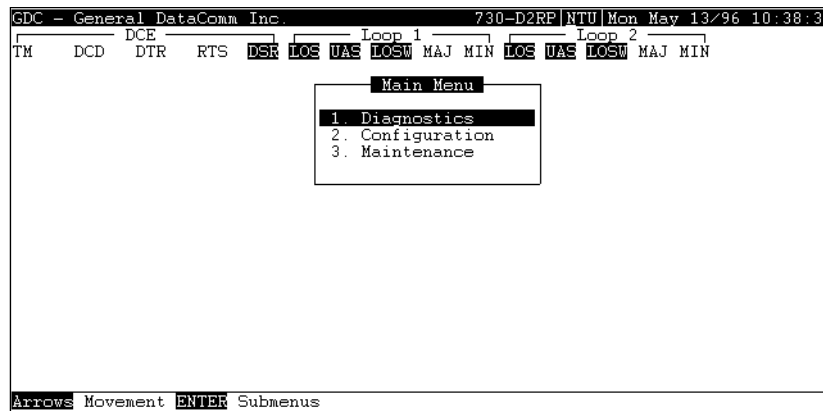 GDC - General DataComm Inc. 730-D2RP|NTU|Mon May 13/96 10:38:3
DCE Loop 1 Loop 2
TM DCD DTR RTS DSR LOS UAS LOSW MAJ MIN LOS UAS LOSW MAJ MIN
Main Menu
1. Diagnostics
2. Configuration
3. Maintenance
Arrows Movement ENTER Submenus